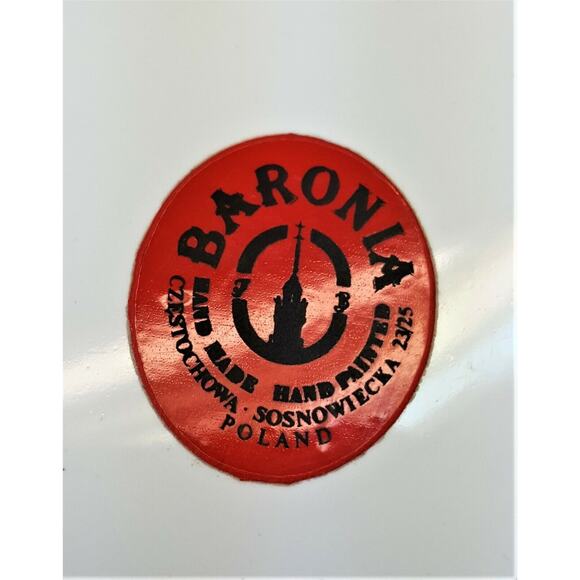 BARONIA
HAND MADE HAND PAINTED
CZĘSTOCHOWA · SOSNOWIECKA 23/25
POLAND